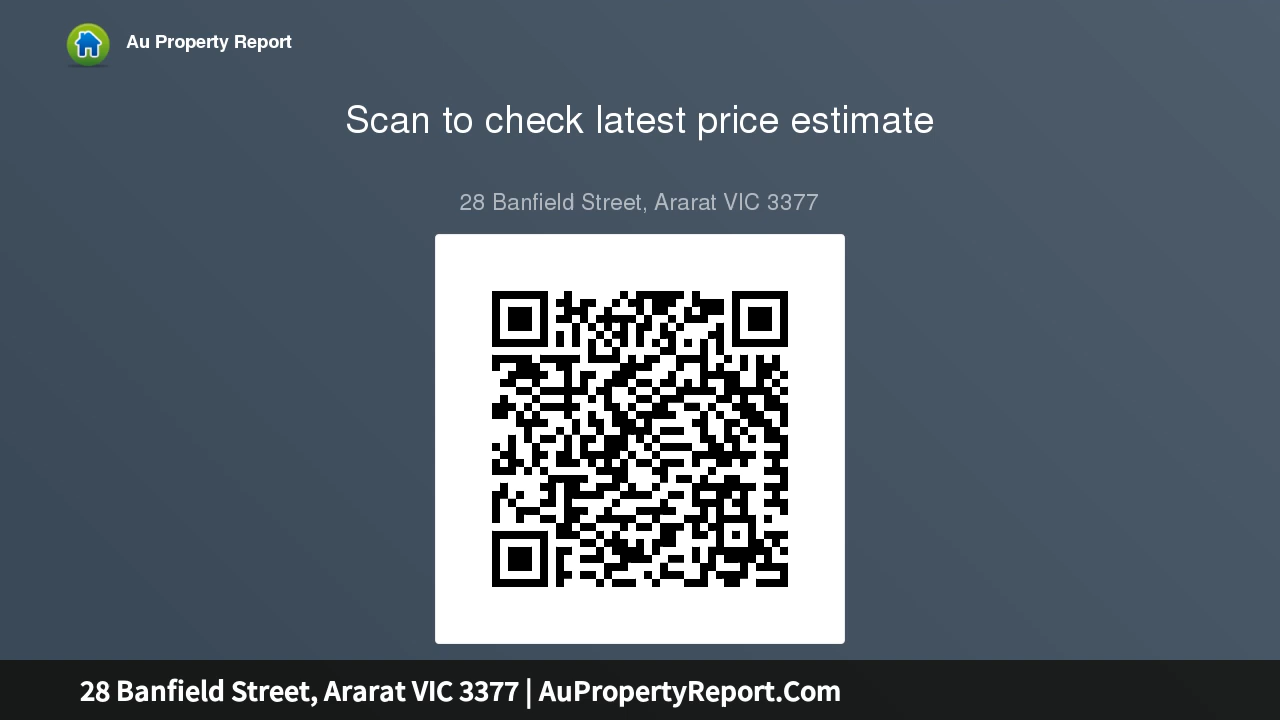 Au Property Report
Scan to check latest price estimate
28 Banfield Street, Ararat VIC 3377
28 Banfield Street, Ararat VIC 3377 | AuPropertyReport.Com